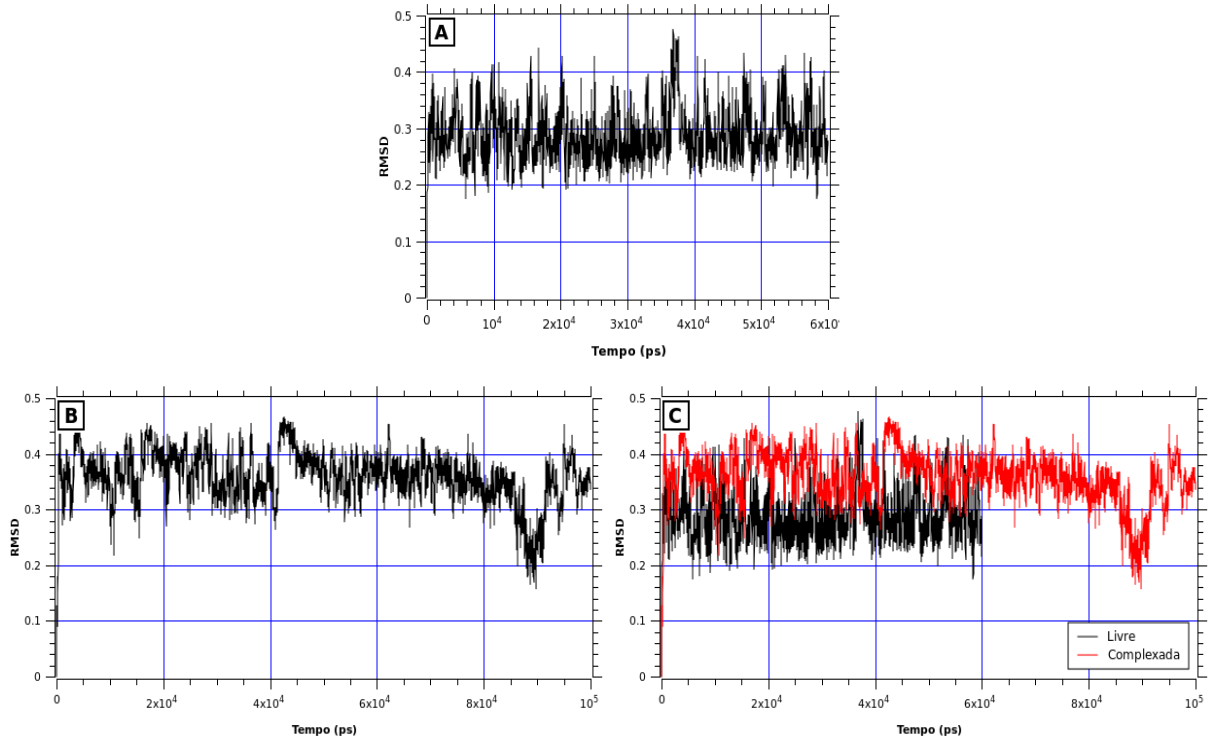 A
0.5
0.4
0.3
0.2
0.1
0
RMSD
0 10⁴ 2x10⁴ 3x10⁴ 4x10⁴ 5x10⁴ 6x10
Tempo (ps)
B
0.5
0.4
0.3
0.2
0.1
0
RMSD
0 2x10⁴ 4x10⁴ 6x10⁴ 8x10⁴ 10⁵
Tempo (ps)
C
0.5
0.4
0.3
0.2
0.1
0
RMSD
Livre
Complexada
0 2x10⁴ 4x10⁴ 6x10⁴ 8x10⁴ 10⁵
Tempo (ps)